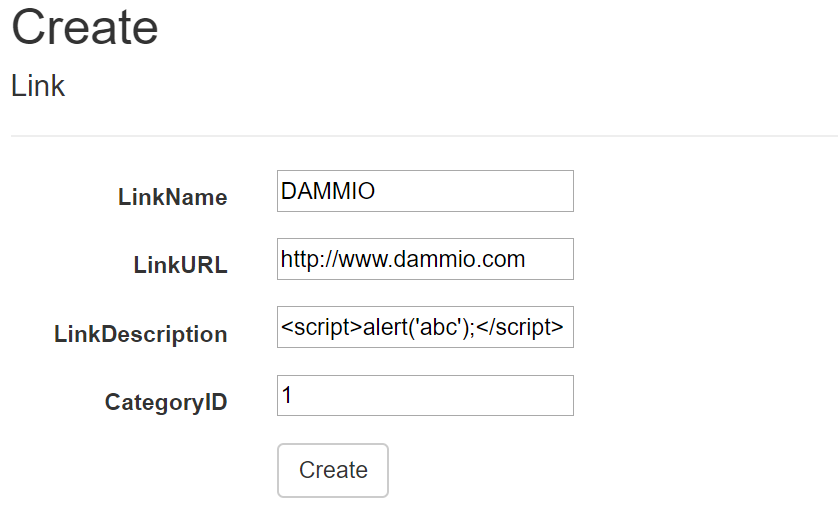 Create
Link
LinkName DAMMIO
LinkURL http://www.dammio.com
LinkDescription <script>alert('abc');</script>
CategoryID 1
Create